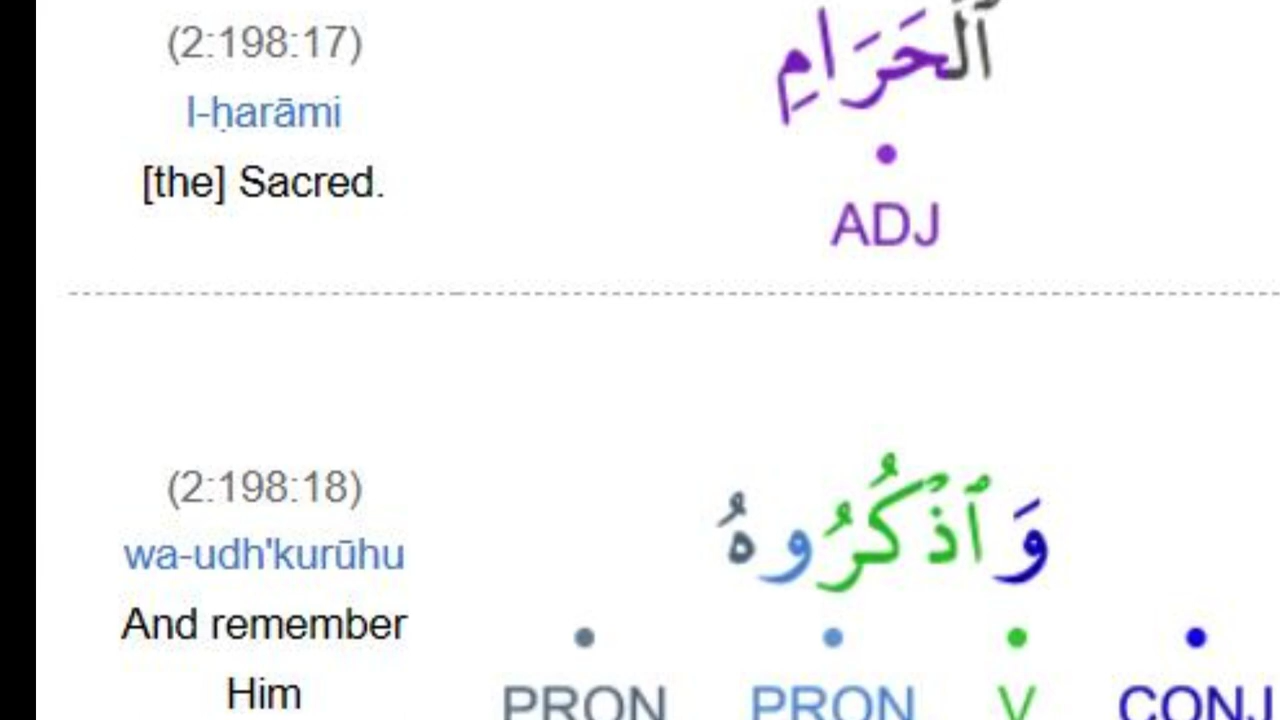 (2:198:17)
l-ḥarāmi
[the] Sacred.
ٱلْحَرَامِ
ADJ
(2:198:18)
wa-udh'kurūhu
And remember
Him
وَٱذْكُرُوهُ
PRON PRON V CONJ